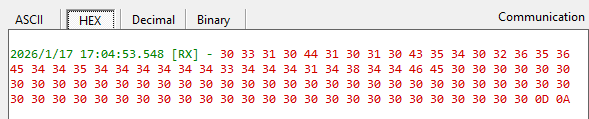 ASCII HEX Decimal Binary Communication
2026/1/17 17:04:53.548 [RX] - 30 33 31 30 44 31 30 31 30 43 35 34 30 32 36 35 36
45 34 34 35 34 34 34 34 34 34 33 34 34 34 31 34 38 34 34 46 45 30 30 30 30 30 30
30 30 30 30 30 30 30 30 30 30 30 30 30 30 30 30 30 30 30 30 30 30 30 30 30 30 30
30 30 30 30 30 30 30 30 30 30 30 30 30 30 30 30 30 30 30 30 30 30 30 30 0D 0A